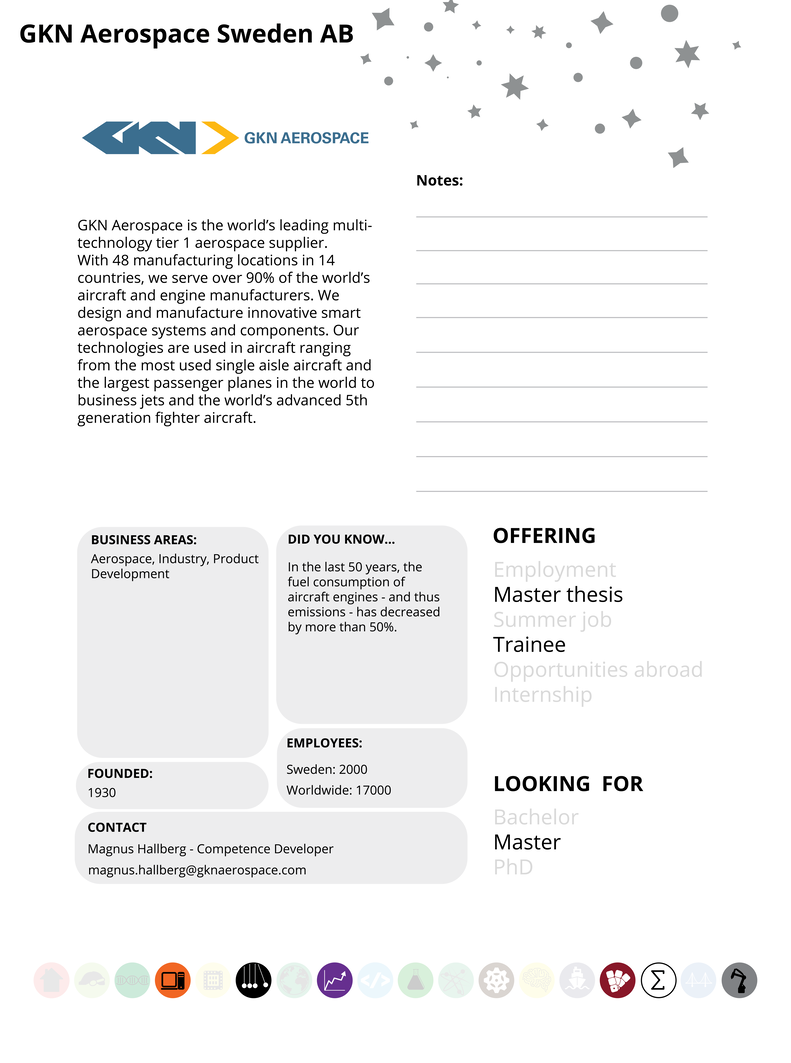 GKN Aerospace Sweden AB
GKN
GKN AEROSPACE
Notes:
GKN Aerospace is the world’s leading multi-
technology tier 1 aerospace supplier.
With 48 manufacturing locations in 14
countries, we serve over 90% of the world’s
aircraft and engine manufacturers. We
design and manufacture innovative smart
aerospace systems and components. Our
technologies are used in aircraft ranging
from the most used single aisle aircraft and
the largest passenger planes in the world to
business jets and the world’s advanced 5th
generation fighter aircraft.
BUSINESS AREAS:
Aerospace, Industry, Product
Development
DID YOU KNOW...
In the last 50 years, the
fuel consumption of
aircraft engines - and thus
emissions - has decreased
by more than 50%.
FOUNDED:
1930
EMPLOYEES:
Sweden: 2000
Worldwide: 17000
CONTACT
Magnus Hallberg - Competence Developer
magnus.hallberg@gknaerospace.com
OFFERING
Employment
Master thesis
Summer job
Trainee
Opportunities abroad
Internship
LOOKING FOR
Bachelor
Master
PhD